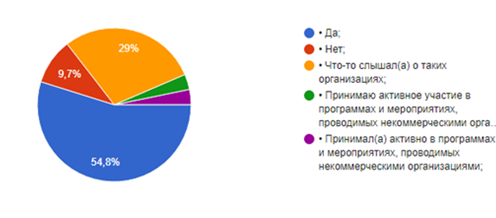 29%
9,7%
54,8%
• Да;
• Нет;
• Что-то слышал(а) о таких
организациях;
• Принимаю активное участие в
программах и мероприятиях,
проводимых некоммерческими орга…
• Принимал(а) активно в программах
и мероприятиях, проводимых
некоммерческими организациями;